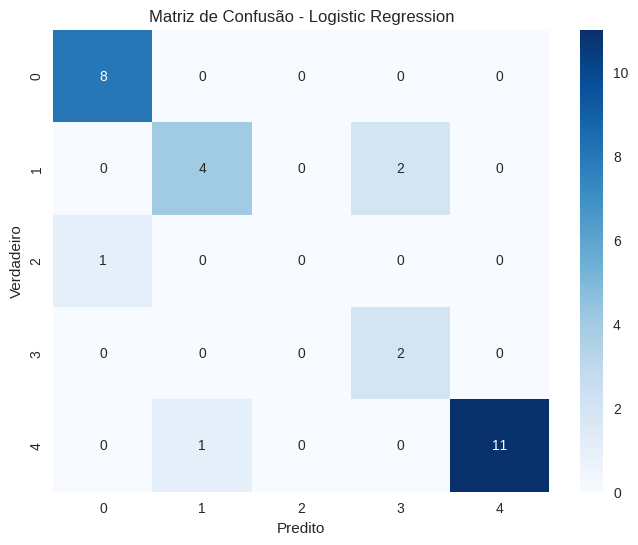 Matriz de Confusão - Logistic Regression
0 8 0 0 0 0
1 0 4 0 2 0
2 1 0 0 0 0
3 0 0 0 2 0
4 0 1 0 0 11
0 1 2 3 4
Predito
Verdadeiro
10
8
6
4
2
0